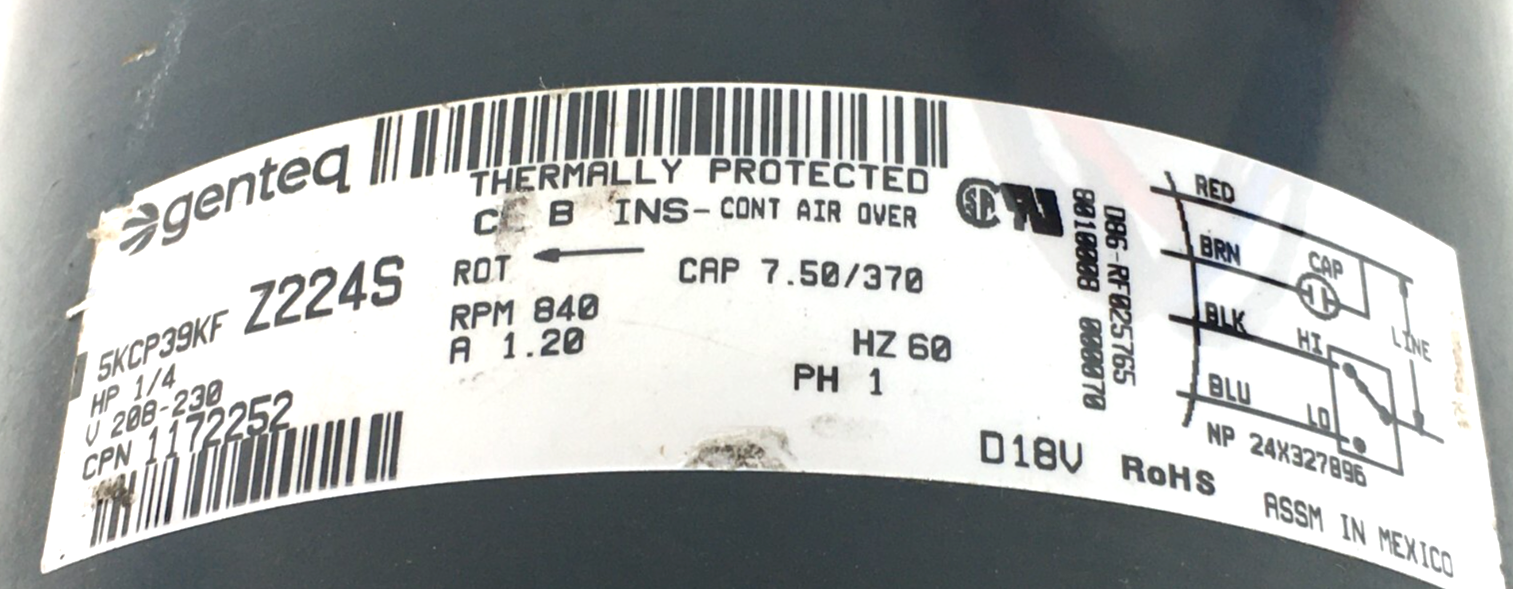 genteq
THERMALLY PROTECTED
CL B INS- CONT AIR OVER
ROT
CAP 7.50/370
5KCP39KF Z224S
RPM 840
HP 1/4
A 1.20
HZ 60
V 208-230
PH 1
CPN 1172252
D86-RF025765
8010008 000070
RED
BRN
CAP
BLK
HI
LINE
BLU
LO
NP 24X327896
D18V RoHS
ASSM IN MEXICO